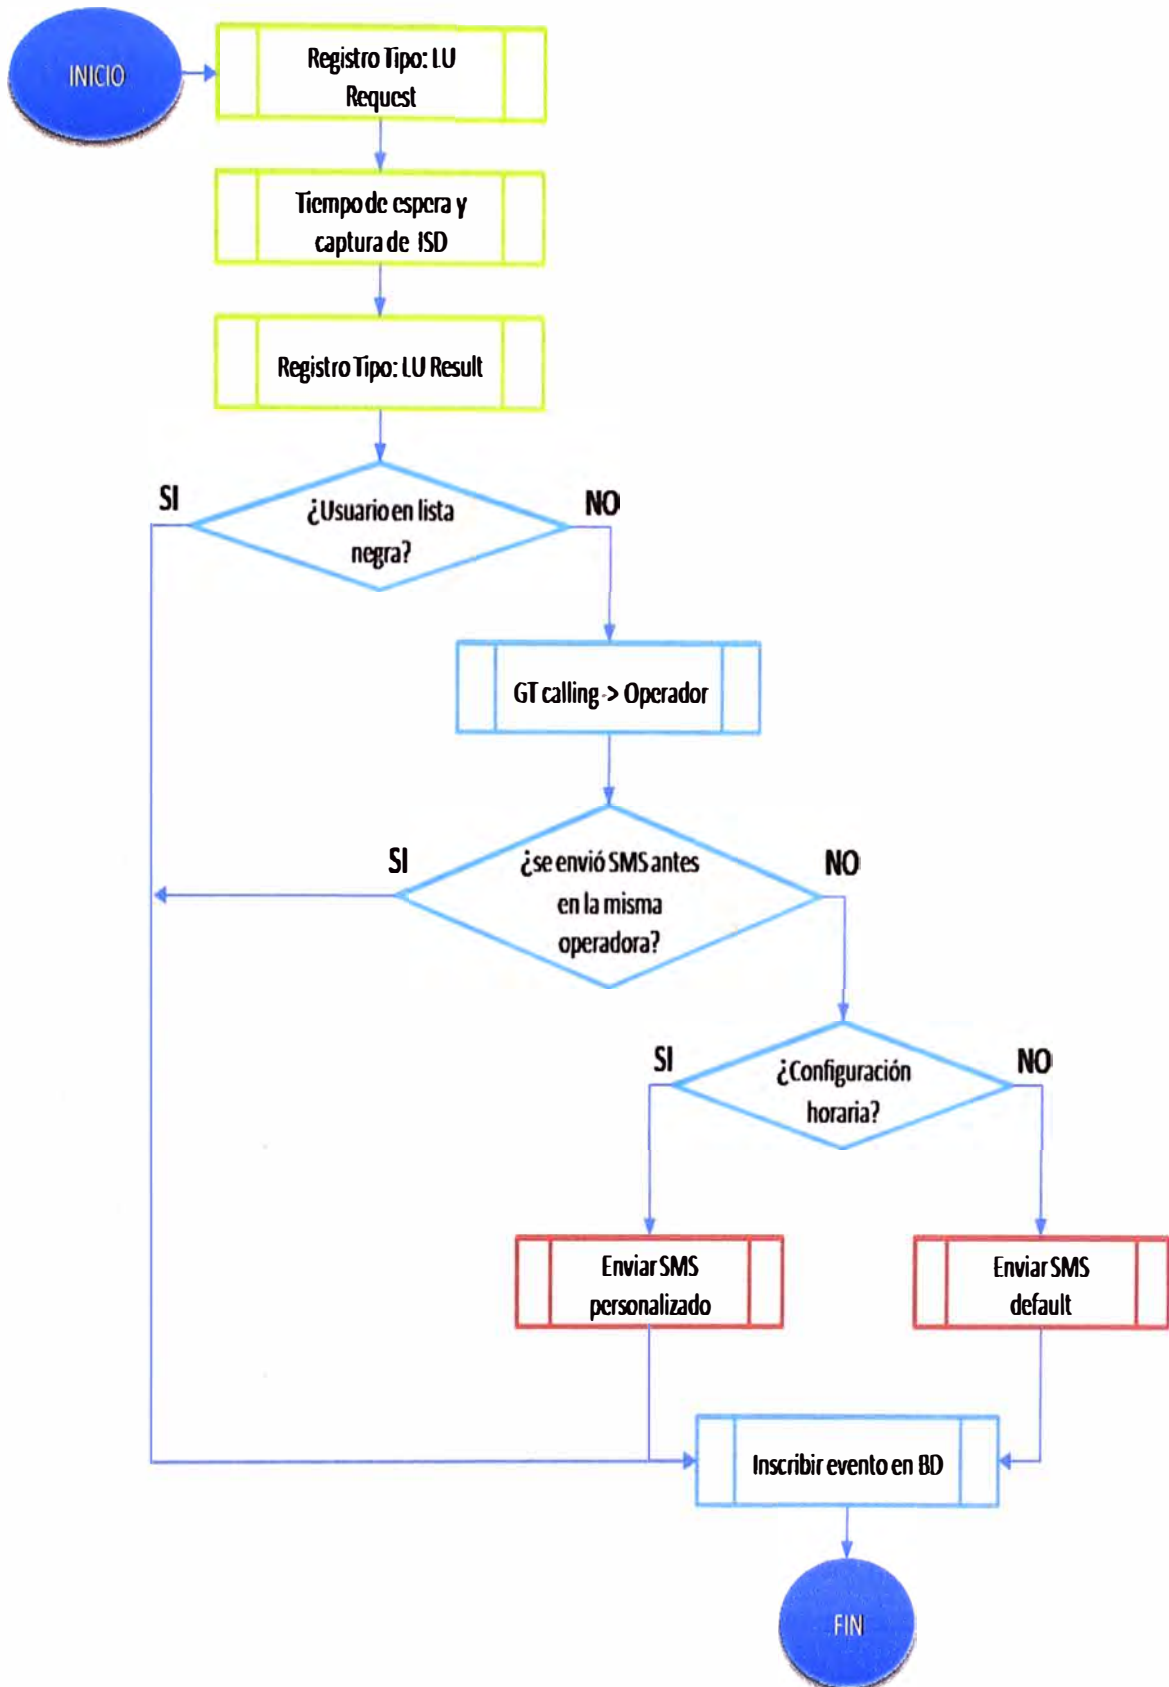 INICIO
Registro Tipo: LU
Request
Tiempo de espera y
captura de ISD
Registro Tipo: LU Result
SI
NO
¿Usuario en lista
negra?
GT calling -> Operador
SI
NO
¿se envió SMS antes
en la misma
operadora?
SI
NO
¿Configuración
horaria?
Enviar SMS
personalizado
Enviar SMS
default
Inscribir evento en BD
FIN